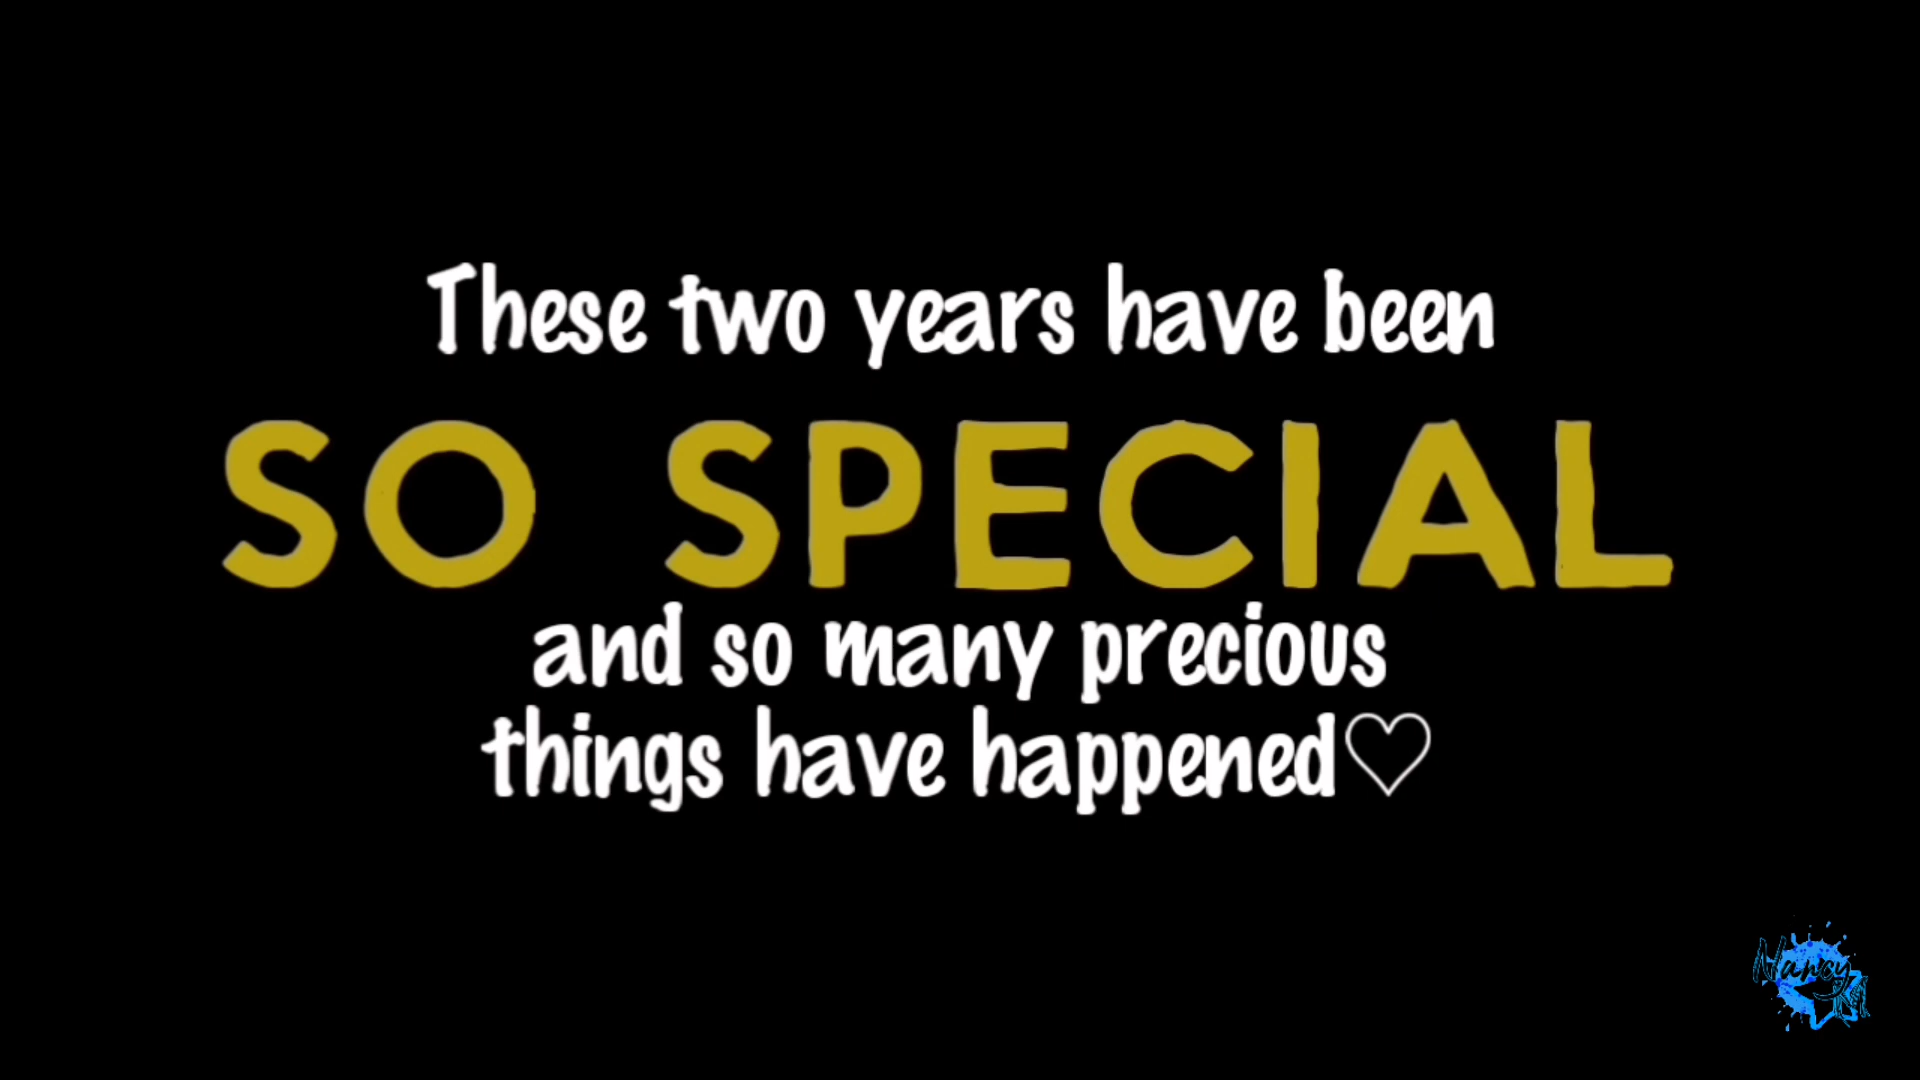 These two years have been
SO SPECIAL
and so many precious
things have happened♡
Nancy